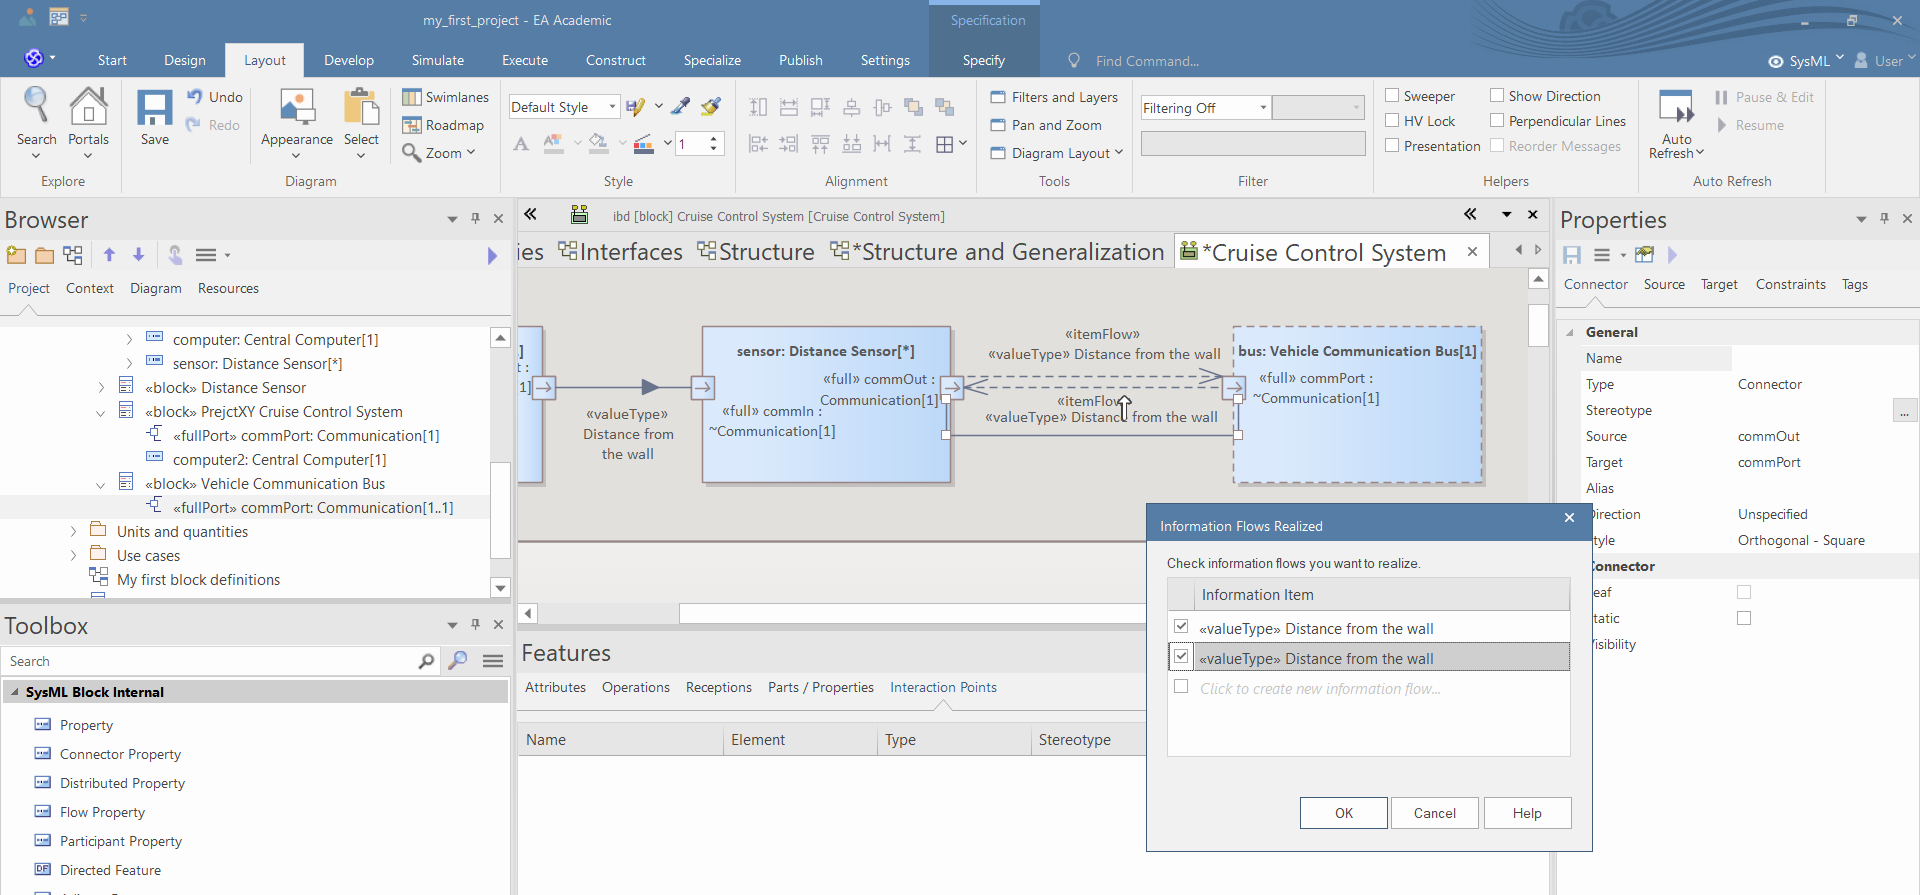 my_first_project - EA Academic
Specification
Start
Design
Layout
Develop
Simulate
Execute
Construct
Specialize
Publish
Settings
Specify
Find Command...
SysML
User
Search
Portals
Explore
Save
Undo
Redo
Appearance
Select
Swimlanes
Roadmap
Zoom
Diagram
Default Style
1
Style
Alignment
Filters and Layers
Pan and Zoom
Diagram Layout
Tools
Filtering Off
Filter
Sweeper
HV Lock
Presentation
Show Direction
Perpendicular Lines
Reorder Messages
Helpers
Auto
Refresh
Pause & Edit
Resume
Auto Refresh
Browser
Project
Context
Diagram
Resources
computer: Central Computer[1]
sensor: Distance Sensor[*]
«block» Distance Sensor
«block» PrejctXY Cruise Control System
«fullPort» commPort: Communication[1]
computer2: Central Computer[1]
«block» Vehicle Communication Bus
«fullPort» commPort: Communication[1..1]
Units and quantities
Use cases
My first block definitions
Toolbox
Search
SysML Block Internal
Property
Connector Property
Distributed Property
Flow Property
Participant Property
DF Directed Feature
ibd [block] Cruise Control System [Cruise Control System]
ies
Interfaces
Structure
*Structure and Generalization
*Cruise Control System
]
t :
1]
«valueType»
Distance from
the wall
sensor: Distance Sensor[*]
«full» commOut :
Communication[1]
«full» commIn :
~Communication[1]
«itemFlow»
«valueType» Distance from the wall
«itemFlow»
«valueType» Distance from the wall
bus: Vehicle Communication Bus[1]
«full» commPort :
~Communication[1]
Features
Attributes
Operations
Receptions
Parts / Properties
Interaction Points
Name
Element
Type
Stereotype
Information Flows Realized
Check information flows you want to realize.
Information Item
«valueType» Distance from the wall
«valueType» Distance from the wall
Click to create new information flow...
OK
Cancel
Help
Properties
Connector
Source
Target
Constraints
Tags
General
Name
Type Connector
Stereotype ...
Source commOut
Target commPort
Alias
Direction Unspecified
tyle Orthogonal - Square
Connector
eaf
tatic
isibility